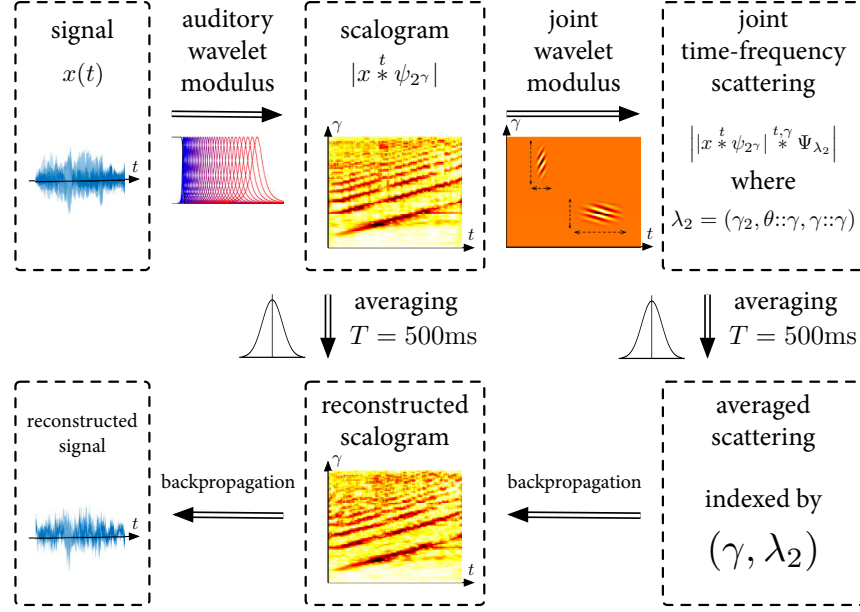 signal
x(t)
t
auditory
wavelet
modulus
scalogram
|x ∗^t ψ_{2^γ}|
γ
t
joint
wavelet
modulus
γ
t
joint
time-frequency
scattering
||x ∗^t ψ_{2^γ}| ∗^{t,γ} Ψ_{λ_2}|
where
λ_2 = (γ_2, θ::γ, γ::γ)
averaging
T = 500ms
averaging
T = 500ms
reconstructed
signal
t
backpropagation
reconstructed
scalogram
γ
t
backpropagation
averaged
scattering
indexed by
(γ, λ_2)